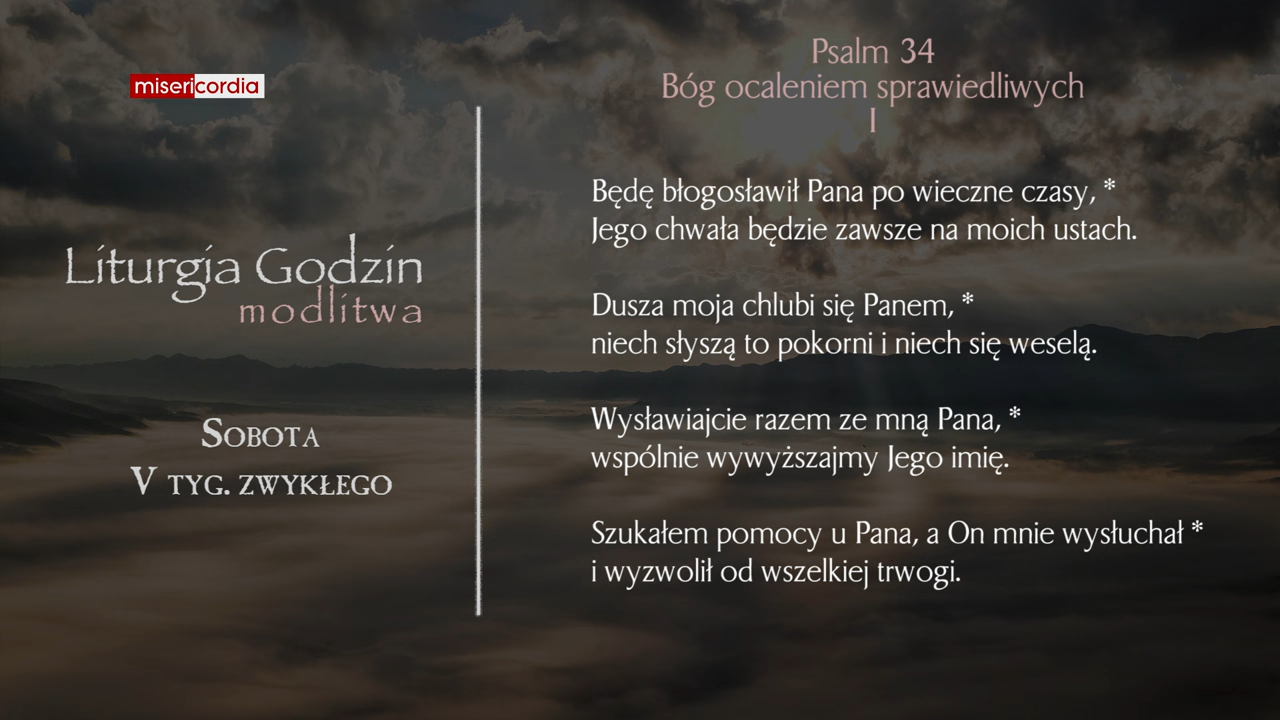 misericordia
Liturgia Godzin
modlitwa
Sobota
V tyg. zwykłego
Psalm 34
Bóg ocaleniem sprawiedliwych
I
Będę błogosławił Pana po wieczne czasy, *
Jego chwała będzie zawsze na moich ustach.
Dusza moja chlubi się Panem, *
niech słyszą to pokorni i niech się weselą.
Wysławiajcie razem ze mną Pana, *
wspólnie wywyższajmy Jego imię.
Szukałem pomocy u Pana, a On mnie wysłuchał *
i wyzwolił od wszelkiej trwogi.